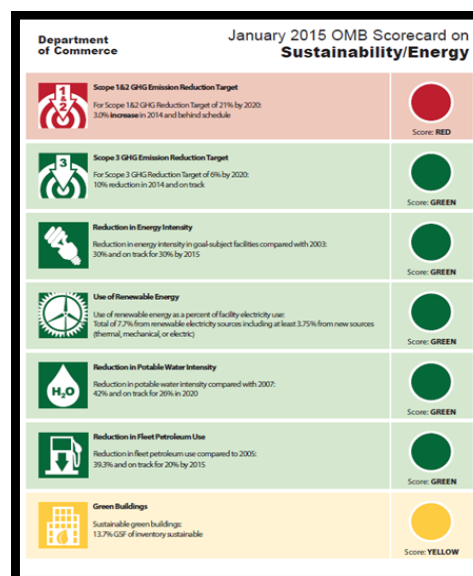 Department
of Commerce
January 2015 OMB Scorecard on
Sustainability/Energy
1
&
2
Scope 1&2 GHG Emission Reduction Target
For Scope 1&2 GHG Reduction Target of 21% by 2020:
3.0% increase in 2014 and behind schedule
Score: RED
3
Scope 3 GHG Emission Reduction Target
For Scope 3 GHG Reduction Target of 6% by 2020:
10% reduction in 2014 and on track
Score: GREEN
Reduction in Energy Intensity
Reduction in energy intensity in goal-subject facilities compared with 2003:
30% and on track for 30% by 2015
Score: GREEN
Use of Renewable Energy
Use of renewable energy as a percent of facility electricity use:
Total of 7.7% from renewable electricity sources including at least 3.75% from new sources
(thermal, mechanical, or electric)
Score: GREEN
H₂O
Reduction in Potable Water Intensity
Reduction in potable water intensity compared with 2007:
42% and on track for 26% in 2020
Score: GREEN
Reduction in Fleet Petroleum Use
Reduction in fleet petroleum use compared to 2005:
39.3% and on track for 20% by 2015
Score: GREEN
Green Buildings
Sustainable green buildings:
13.7% GSF of inventory sustainable
Score: YELLOW